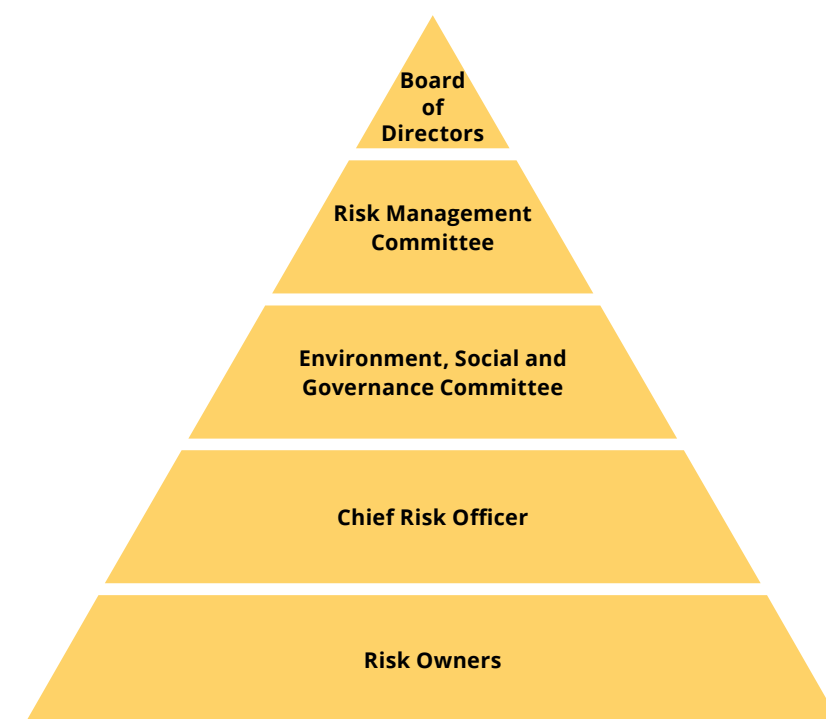 Board
of
Directors
Risk Management
Committee
Environment, Social and
Governance Committee
Chief Risk Officer
Risk Owners